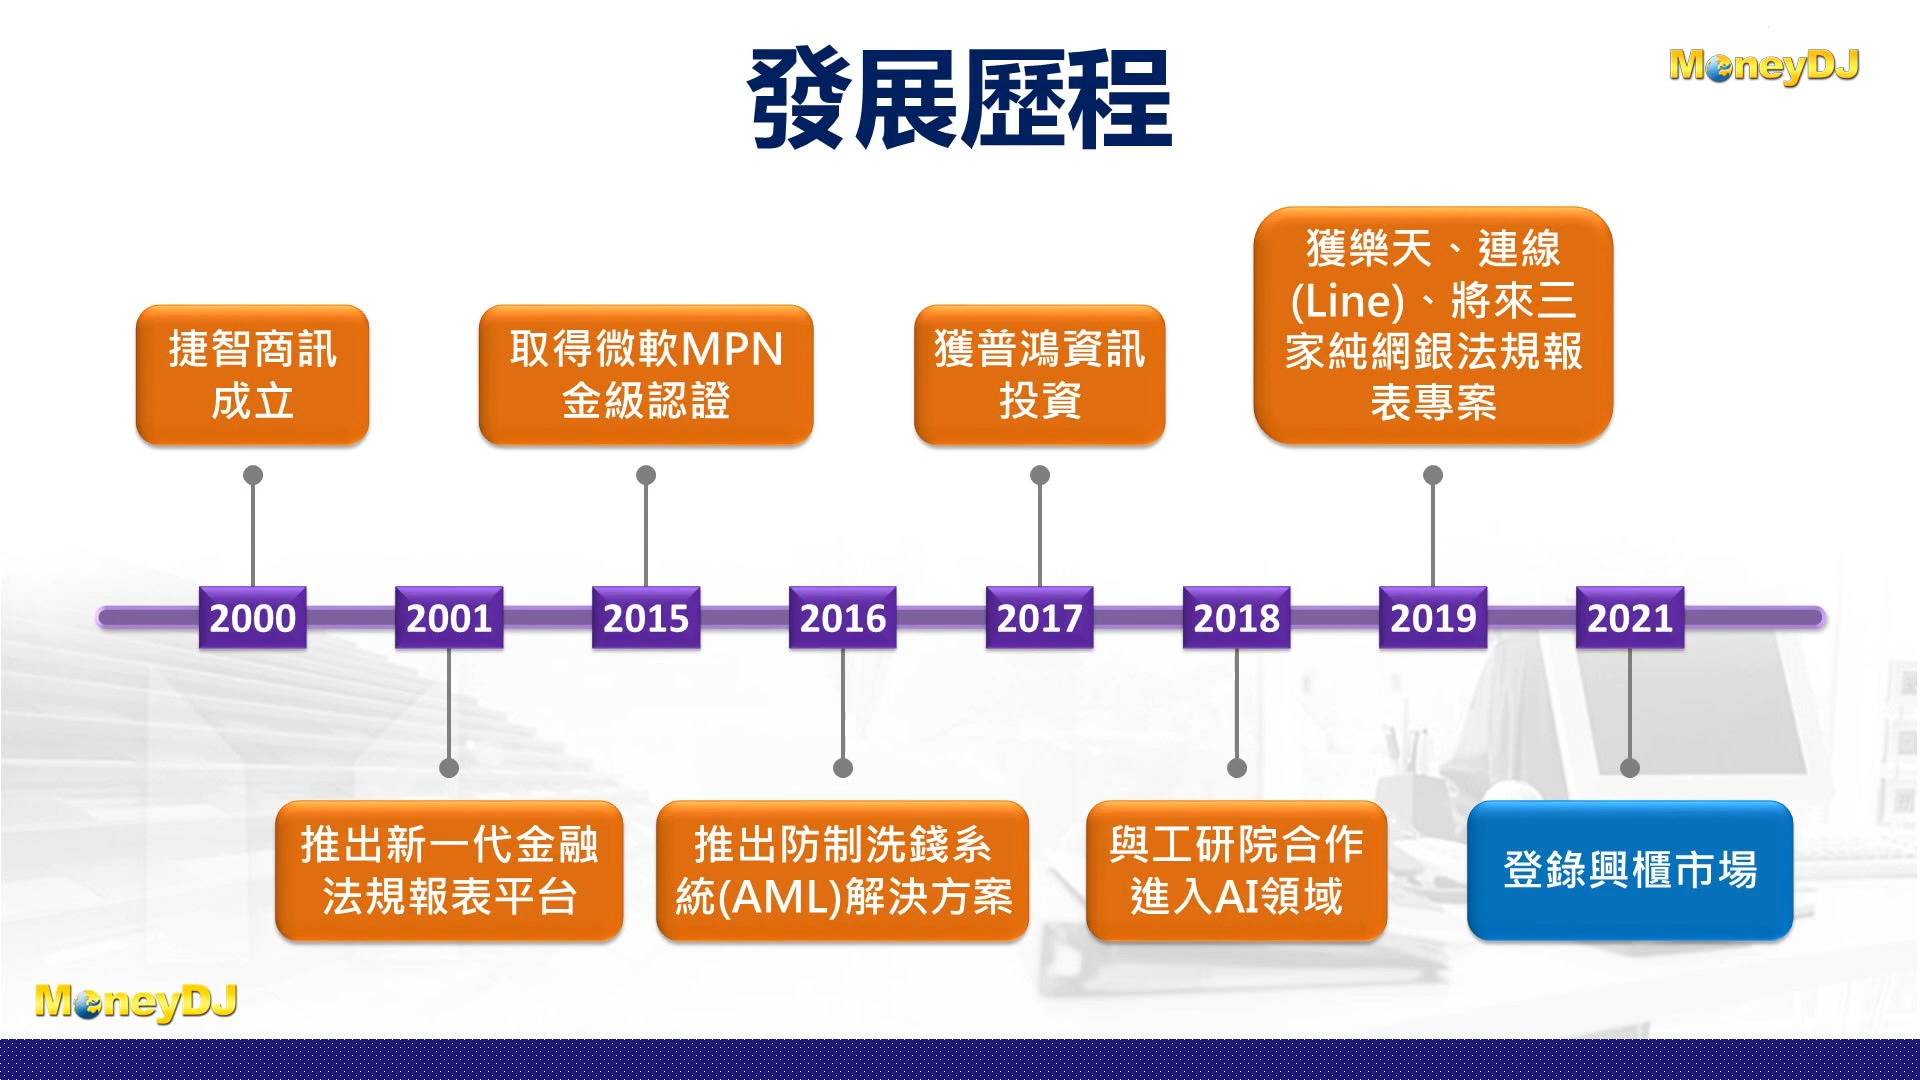 發展歷程
MoneyDJ
獲樂天、連線
(Line)、將來三
家純網銀法規報
表專案
捷智商訊
成立
取得微軟MPN
金級認證
獲普鴻資訊
投資
2000
2001
2015
2016
2017
2018
2019
2021
推出新一代金融
法規報表平台
推出防制洗錢系
統(AML)解決方案
與工研院合作
進入AI領域
登錄興櫃市場
MoneyDJ